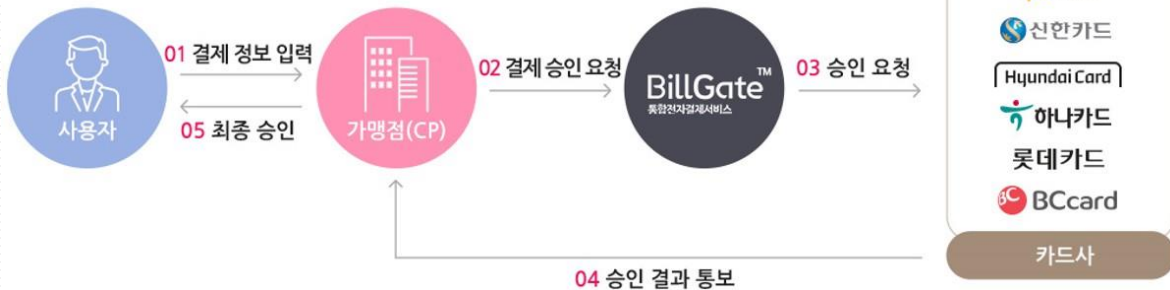 01 결제 정보 입력
사용자
05 최종 승인
가맹점(CP)
02 결제 승인 요청
BillGate™
통합전자결제서비스
03 승인 요청
신한카드
Hyundai Card
하나카드
롯데카드
BC BCcard
카드사
04 승인 결과 통보